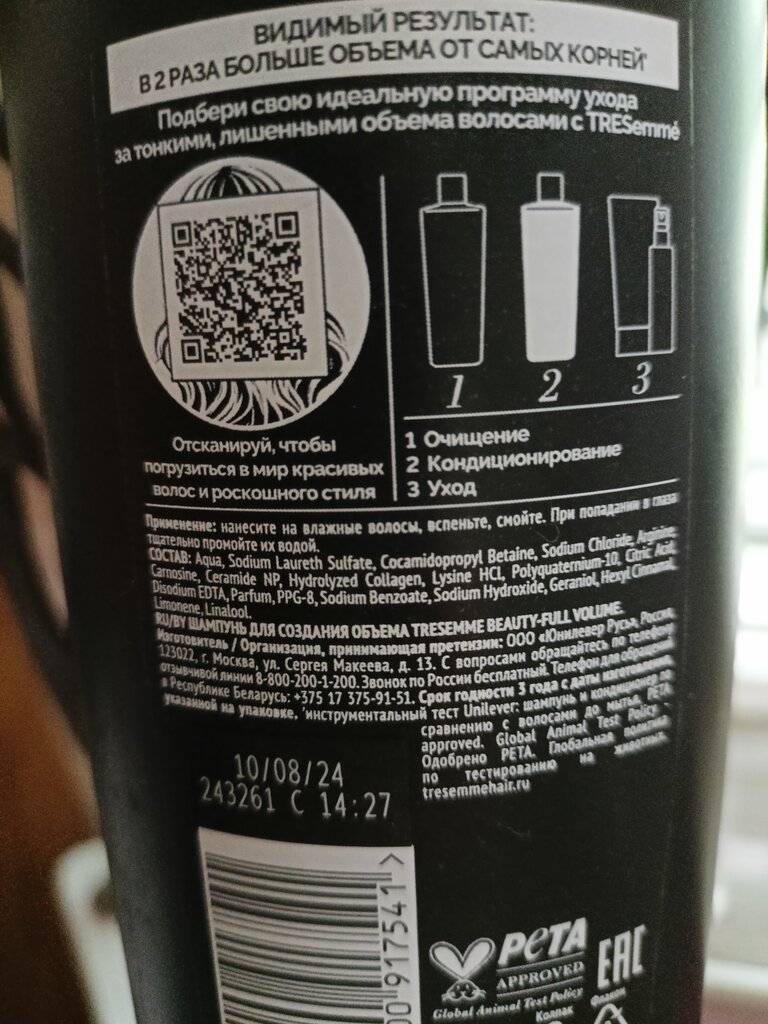 ВИДИМЫЙ РЕЗУЛЬТАТ:
В 2 РАЗА БОЛЬШЕ ОБЪЕМА ОТ САМЫХ КОРНЕЙ*
Подбери свою идеальную программу ухода
за тонкими, лишенными объема волосами с TRESemmé
1 2 3
Отсканируй, чтобы
погрузиться в мир красивых
волос и роскошного стиля
1 Очищение
2 Кондиционирование
3 Уход
Применение: нанесите на влажные волосы, вспеньте, смойте. При попадании в глаза
тщательно промойте их водой.
СОСТАВ: Aqua, Sodium Laureth Sulfate, Cocamidopropyl Betaine, Sodium Chloride, Arginine,
Carnosine, Ceramide NP, Hydrolyzed Collagen, Lysine HCl, Polyquaternium-10, Citric Acid,
Disodium EDTA, Parfum, PPG-8, Sodium Benzoate, Sodium Hydroxide, Geraniol, Hexyl Cinnamal,
Limonene, Linalool.
RU/BY ШАМПУНЬ ДЛЯ СОЗДАНИЯ ОБЪЕМА TRESEMME BEAUTY-FULL VOLUME.
Изготовитель / Организация, принимающая претензии: ООО «Юнилевер Русь», Россия,
123022, г. Москва, ул. Сергея Макеева, д. 13. С вопросами обращайтесь по телефону
отзывчивой линии 8-800-200-1-200. Звонок по России бесплатный. Телефон для обращения
в Республике Беларусь: +375 17 375-91-51. Срок годности 3 года с даты изготовления,
указанной на упаковке. *инструментальный тест Unilever: шампунь и кондиционер по
сравнению с волосами до мытья. PETA
approved. Global Animal Test Policy -
Одобрено PETA. Глобальная политика
по тестированию на животных.
tresemmehair.ru
10/08/24
243261 C 14:27
00 917541 >
PETA
APPROVED
Global Animal Test Policy
EAC
Колпак
Флакон